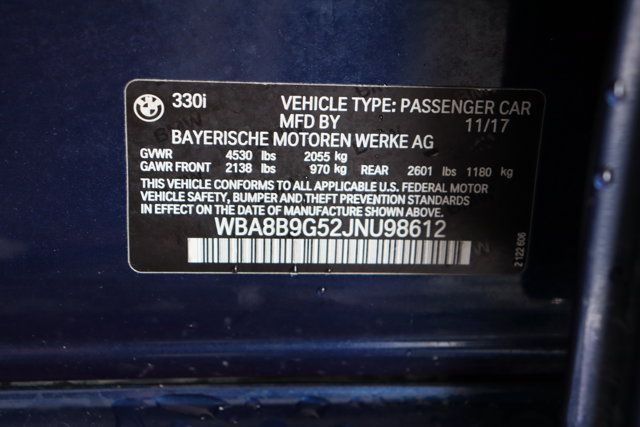 330i VEHICLE TYPE: PASSENGER CAR
MFD BY 11/17
BAYERISCHE MOTOREN WERKE AG
GVWR 4530 lbs 2055 kg
GAWR FRONT 2138 lbs 970 kg REAR 2601 lbs 1180 kg
THIS VEHICLE CONFORMS TO ALL APPLICABLE U.S. FEDERAL MOTOR
VEHICLE SAFETY, BUMPER AND THEFT PREVENTION STANDARDS
IN EFFECT ON THE DATE OF MANUFACTURE SHOWN ABOVE.
WBA8B9G52JNU98612
2 122 606